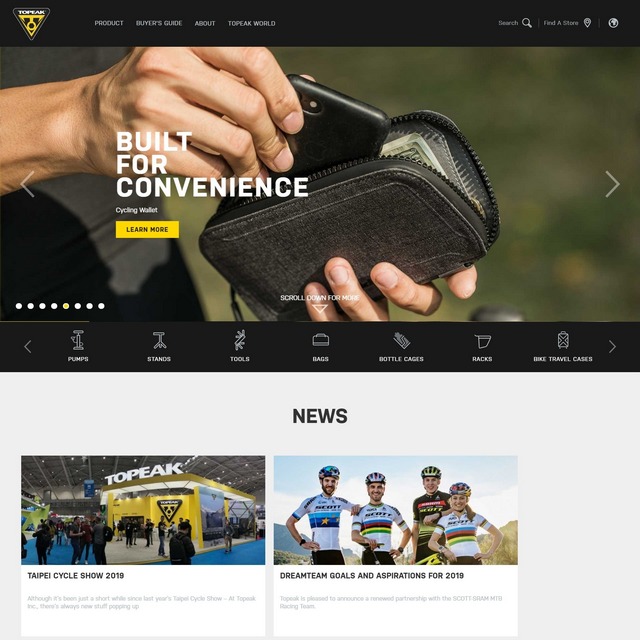 TOPEAK
PRODUCT BUYER'S GUIDE ABOUT TOPEAK WORLD
Search Find A Store
BUILT
FOR
CONVENIENCE
Cycling Wallet
LEARN MORE
SCROLL DOWN FOR MORE
PUMPS STANDS TOOLS BAGS BOTTLE CAGES RACKS BIKE TRAVEL CASES
NEWS
TOPEAK
TOPEAK
SCOTT SCOTT SCOTT SCOTT
TAIPEI CYCLE SHOW 2019
Although it's been just a short while since last year's Taipei Cycle Show – At Topeak
Inc., there's always new stuff popping up
DREAMTEAM GOALS AND ASPIRATIONS FOR 2019
Topeak is pleased to announce a renewed partnership with the SCOTT-SRAM MTB
Racing Team.